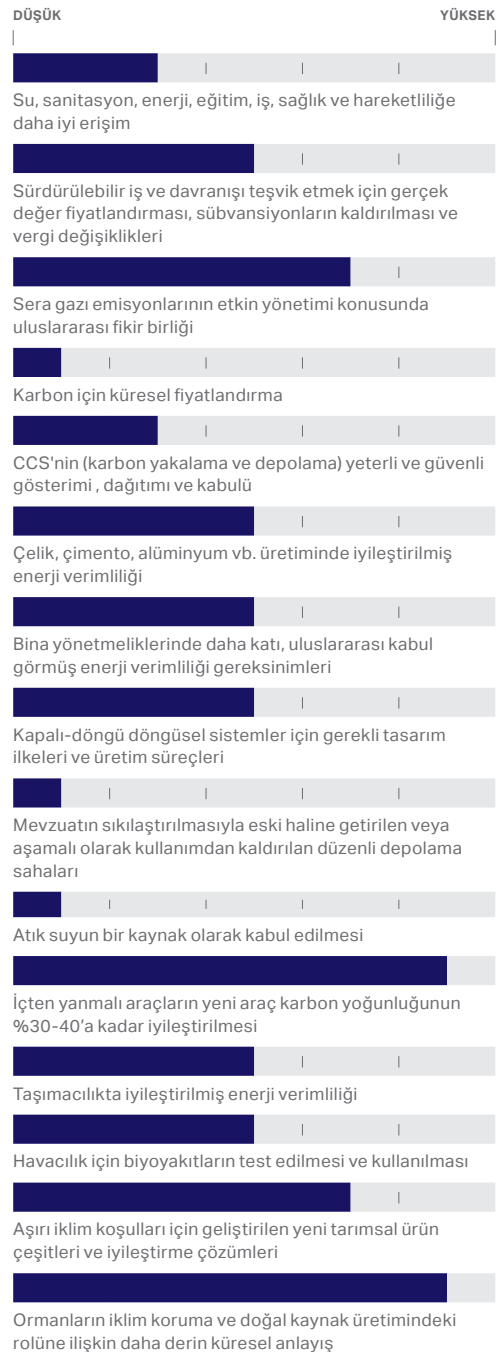 DÜŞÜK YÜKSEK
Su, sanitasyon, enerji, eğitim, iş, sağlık ve hareketliliğe
daha iyi erişim
Sürdürülebilir iş ve davranışı teşvik etmek için gerçek
değer fiyatlandırması, sübvansiyonların kaldırılması ve
vergi değişiklikleri
Sera gazı emisyonlarının etkin yönetimi konusunda
uluslararası fikir birliği
Karbon için küresel fiyatlandırma
CCS'nin (karbon yakalama ve depolama) yeterli ve güvenli
gösterimi , dağıtımı ve kabulü
Çelik, çimento, alüminyum vb. üretiminde iyileştirilmiş
enerji verimliliği
Bina yönetmeliklerinde daha katı, uluslararası kabul
görmüş enerji verimliliği gereksinimleri
Kapalı-döngü döngüsel sistemler için gerekli tasarım
ilkeleri ve üretim süreçleri
Mevzuatın sıkılaştırılmasıyla eski haline getirilen veya
aşamalı olarak kullanımdan kaldırılan düzenli depolama
sahaları
Atık suyun bir kaynak olarak kabul edilmesi
İçten yanmalı araçların yeni araç karbon yoğunluğunun
%30-40’a kadar iyileştirilmesi
Taşımacılıkta iyileştirilmiş enerji verimliliği
Havacılık için biyoyakıtların test edilmesi ve kullanılması
Aşırı iklim koşulları için geliştirilen yeni tarımsal ürün
çeşitleri ve iyileştirme çözümleri
Ormanların iklim koruma ve doğal kaynak üretimindeki
rolüne ilişkin daha derin küresel anlayış